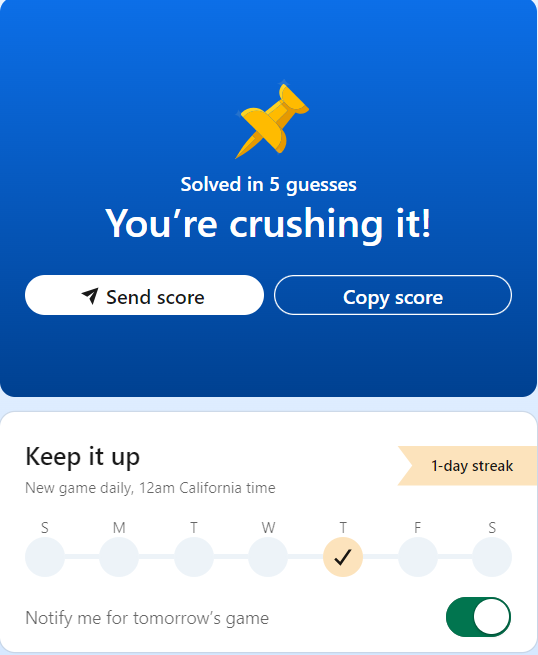 Solved in 5 guesses
You’re crushing it!
Send score
Copy score
Keep it up
1-day streak
New game daily, 12am California time
S M T W T F S
Notify me for tomorrow’s game